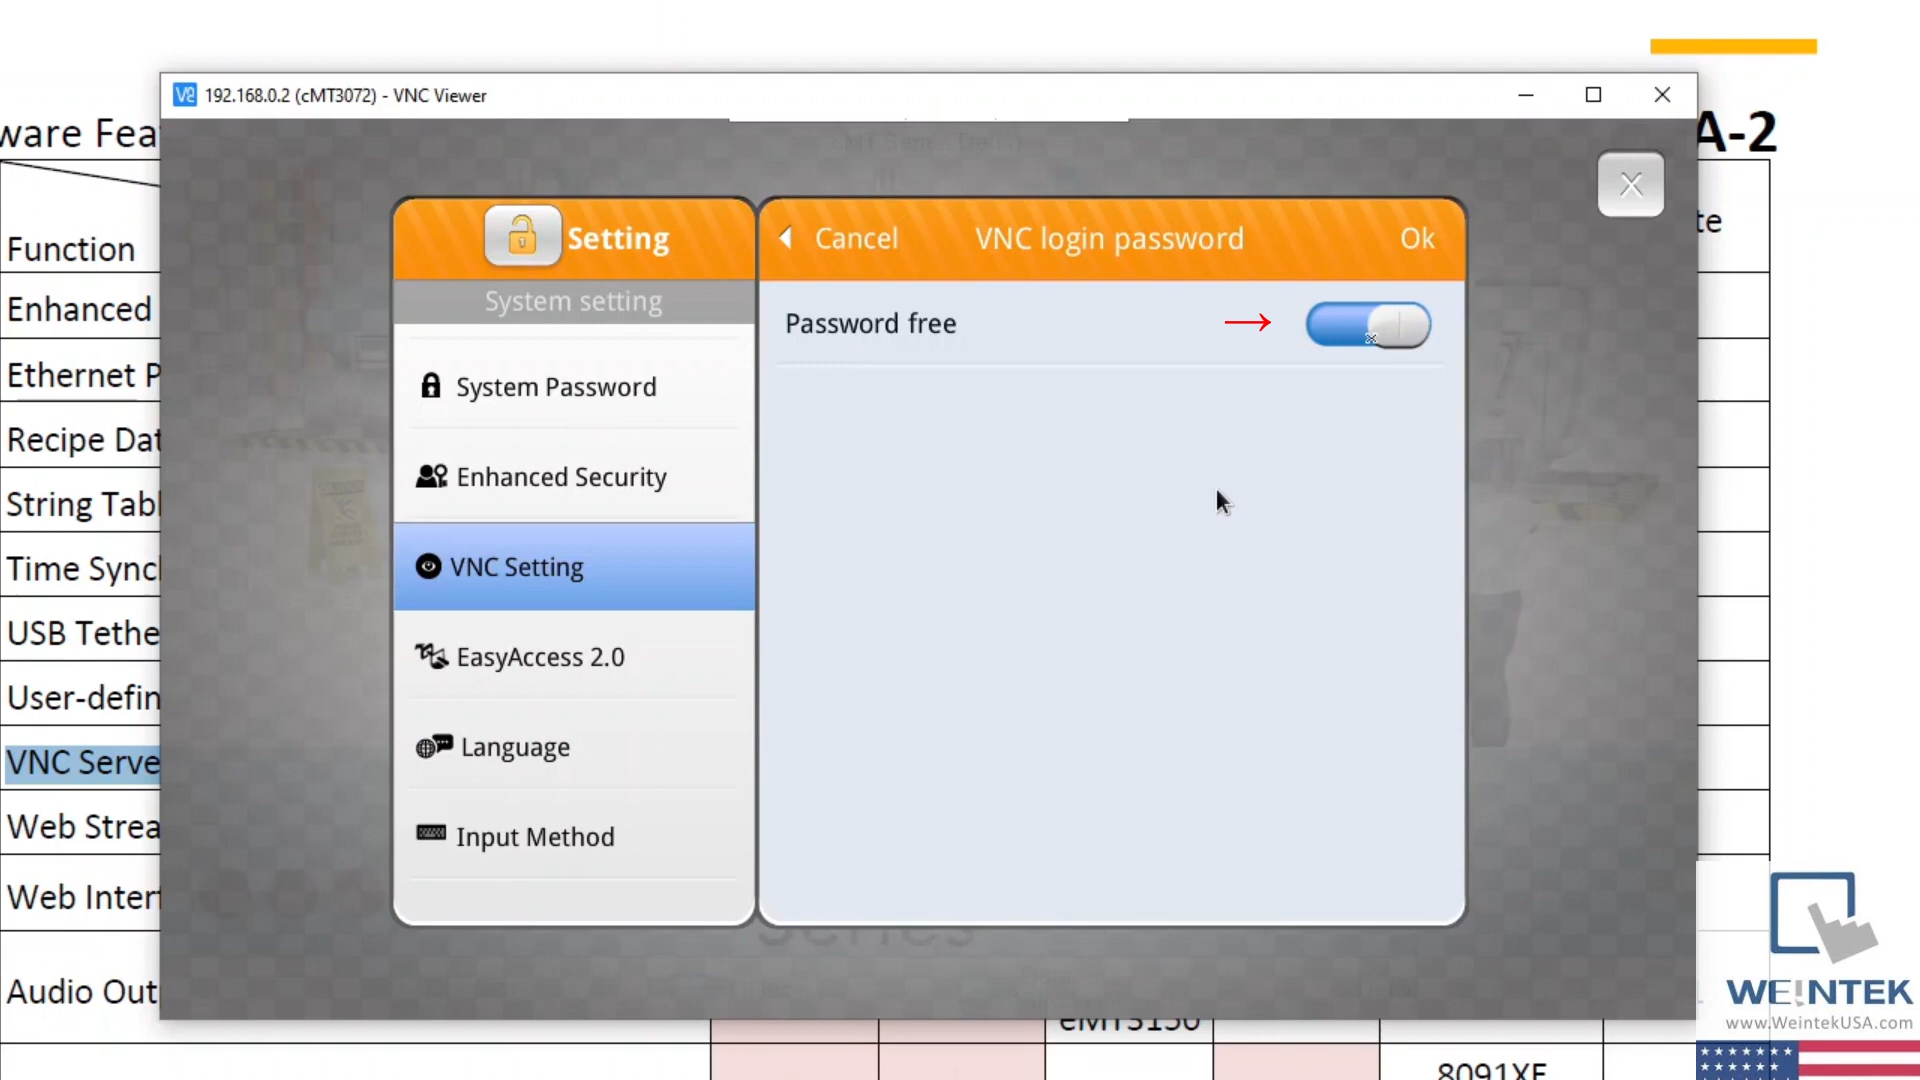 192.168.0.2 (cMT3072) - VNC Viewer
ware Fea
A-2
Function
Enhanced
Ethernet P
Recipe Dat
String Tabl
Time Syncl
USB Tethe
User-defin
VNC Serve
Web Strea
Web Inter
Audio Out
te
Setting
System setting
System Password
Enhanced Security
VNC Setting
EasyAccess 2.0
Language
Input Method
Cancel
VNC login password
Ok
Password free
Series
eMT3150
8091XE
WEINTEK
www.WeintekUSA.com